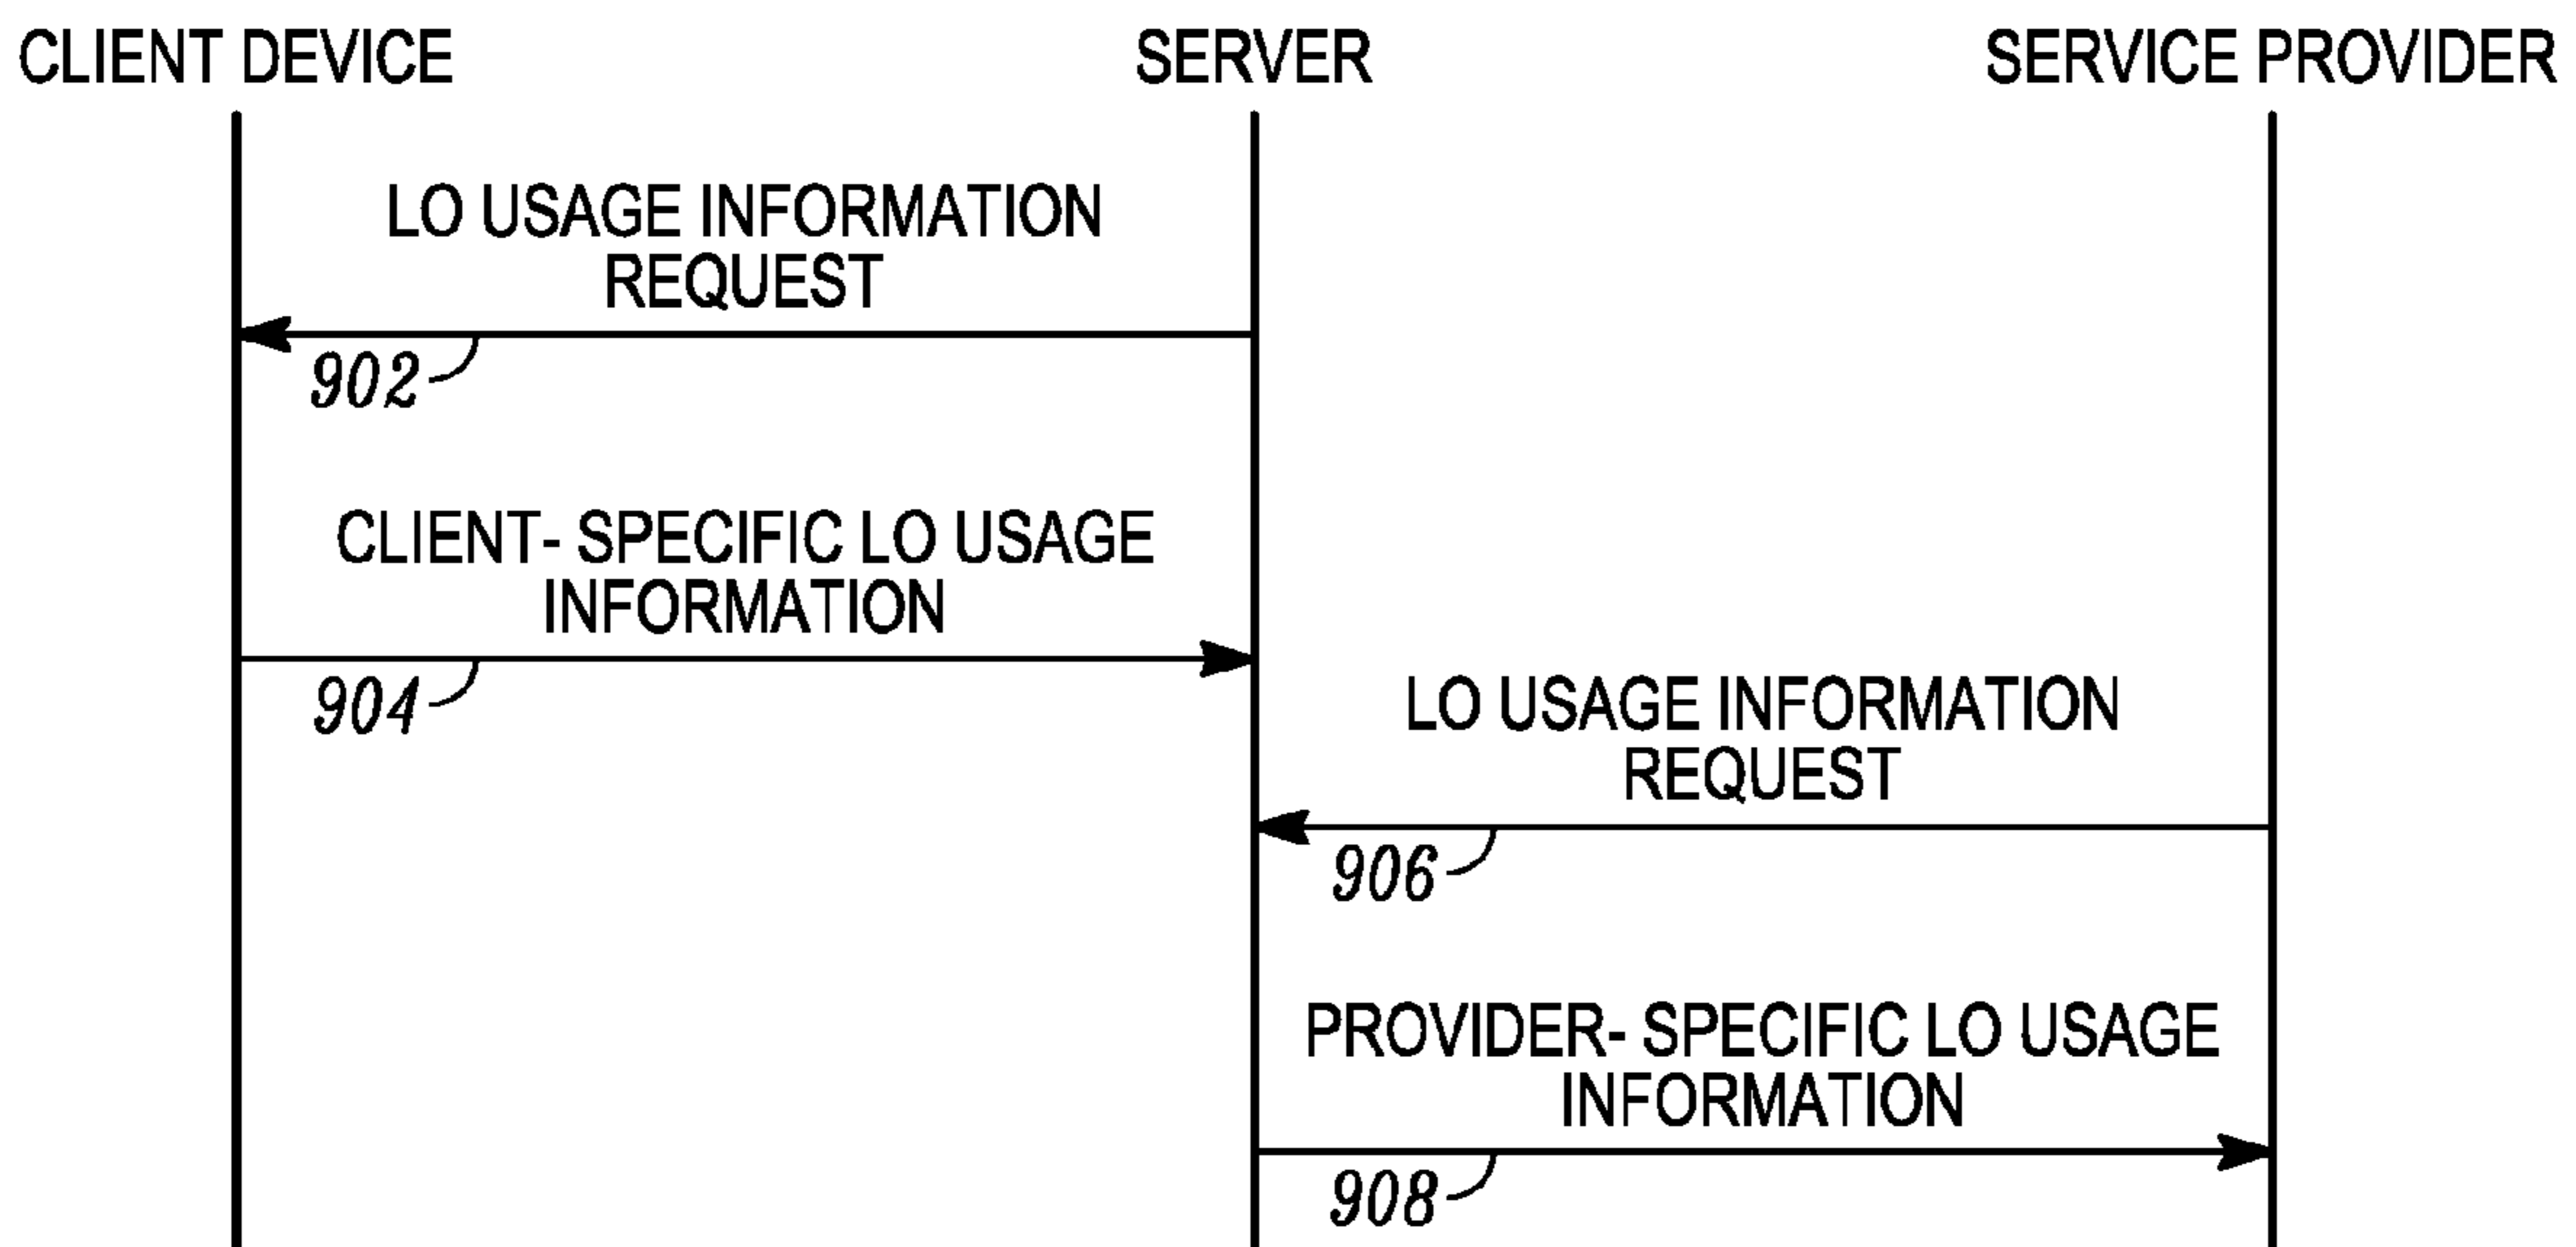 CLIENT DEVICE
SERVER
SERVICE PROVIDER
LO USAGE INFORMATION
REQUEST
902
CLIENT- SPECIFIC LO USAGE
INFORMATION
904
LO USAGE INFORMATION
REQUEST
906
PROVIDER- SPECIFIC LO USAGE
INFORMATION
908